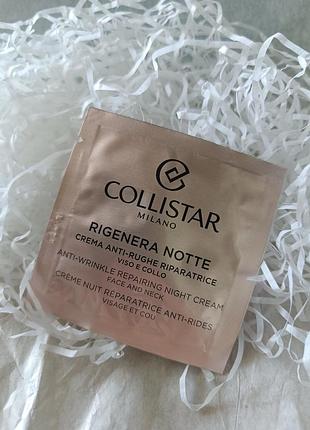 COLLISTAR
MILANO
RIGENERA NOTTE
CREMA ANTI-RUGHE RIPARATRICE
VISO E COLLO
ANTI-WRINKLE REPAIRING NIGHT CREAM
FACE AND NECK
CRÈME NUIT RÉPARATRICE ANTI-RIDES
VISAGE ET COU